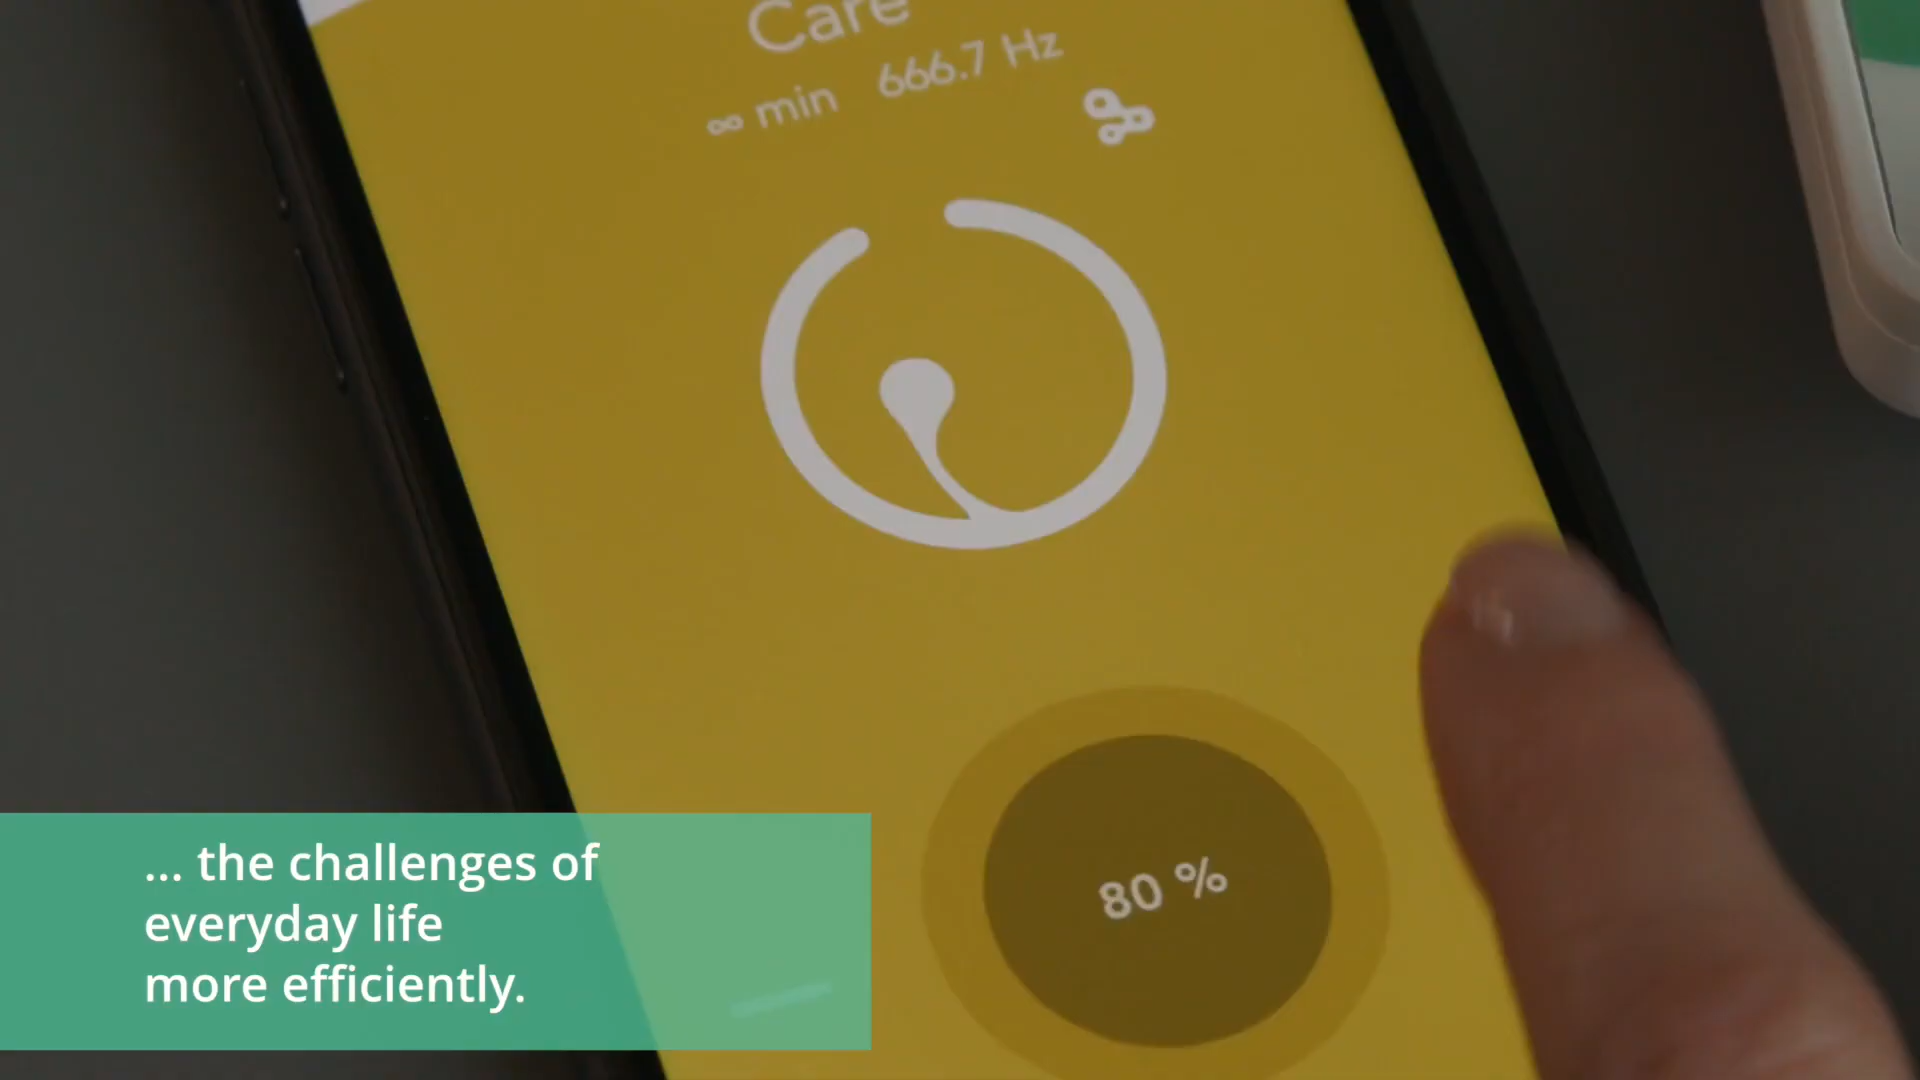 Care
∞ min 666.7 Hz
80 %
... the challenges of
everyday life
more efficiently.